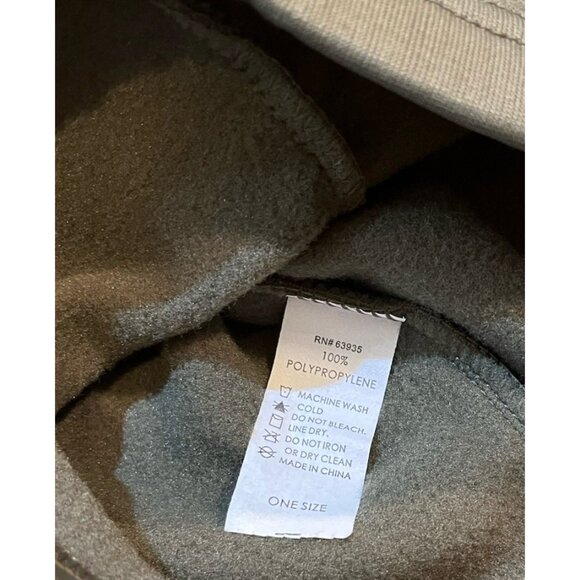 RN# 63935
100%
POLYPROPYLENE
MACHINE WASH
COLD
DO NOT BLEACH,
LINE DRY,
DO NOT IRON
OR DRY CLEAN
MADE IN CHINA
ONE SIZE